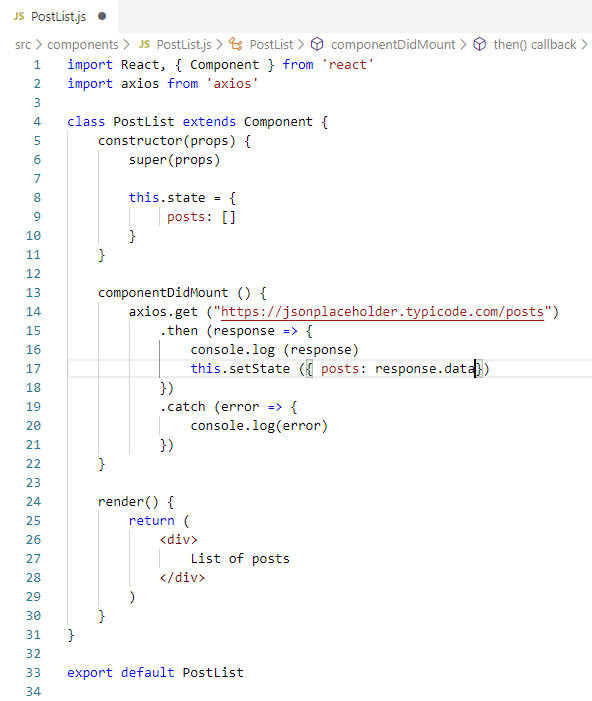 JS PostList.js
src > components > JS PostList.js > PostList > componentDidMount > then() callback >
1 import React, { Component } from 'react'
2 import axios from 'axios'
3
4 class PostList extends Component {
5     constructor(props) {
6         super(props)
7
8         this.state = {
9              posts: []
10         }
11     }
12
13     componentDidMount () {
14         axios.get ("https://jsonplaceholder.typicode.com/posts")
15             .then (response => {
16                 console.log (response)
17                 this.setState ({ posts: response.data})
18             })
19             .catch (error => {
20                 console.log(error)
21             })
22     }
23
24     render() {
25         return (
26             <div>
27                 List of posts
28             </div>
29         )
30     }
31 }
32
33 export default PostList
34